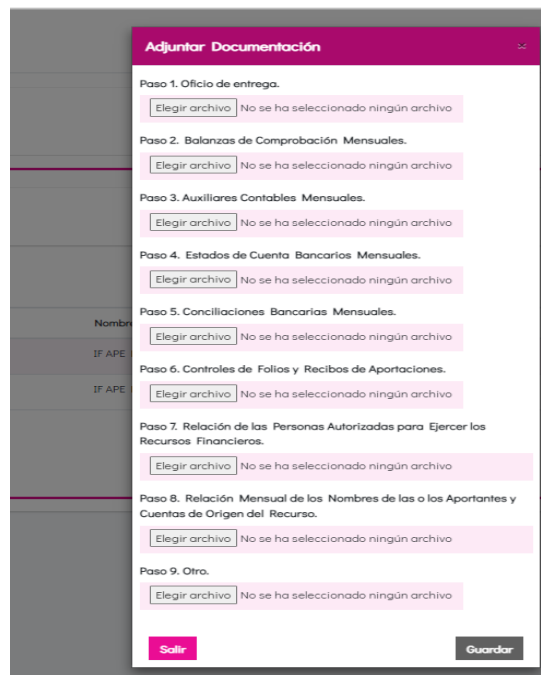 Adjuntar Documentación ×
Paso 1. Oficio de entrega.
Elegir archivo No se ha seleccionado ningún archivo
Paso 2. Balanzas de Comprobación Mensuales.
Elegir archivo No se ha seleccionado ningún archivo
Paso 3. Auxiliares Contables Mensuales.
Elegir archivo No se ha seleccionado ningún archivo
Paso 4. Estados de Cuenta Bancarios Mensuales.
Elegir archivo No se ha seleccionado ningún archivo
Paso 5. Conciliaciones Bancarias Mensuales.
Nombre
Elegir archivo No se ha seleccionado ningún archivo
IF APE
Paso 6. Controles de Folios y Recibos de Aportaciones.
IF APE
Elegir archivo No se ha seleccionado ningún archivo
Paso 7. Relación de las Personas Autorizadas para Ejercer los
Recursos Financieros.
Elegir archivo No se ha seleccionado ningún archivo
Paso 8. Relación Mensual de los Nombres de las o los Aportantes y
Cuentas de Origen del Recurso.
Elegir archivo No se ha seleccionado ningún archivo
Paso 9. Otro.
Elegir archivo No se ha seleccionado ningún archivo
Salir Guardar